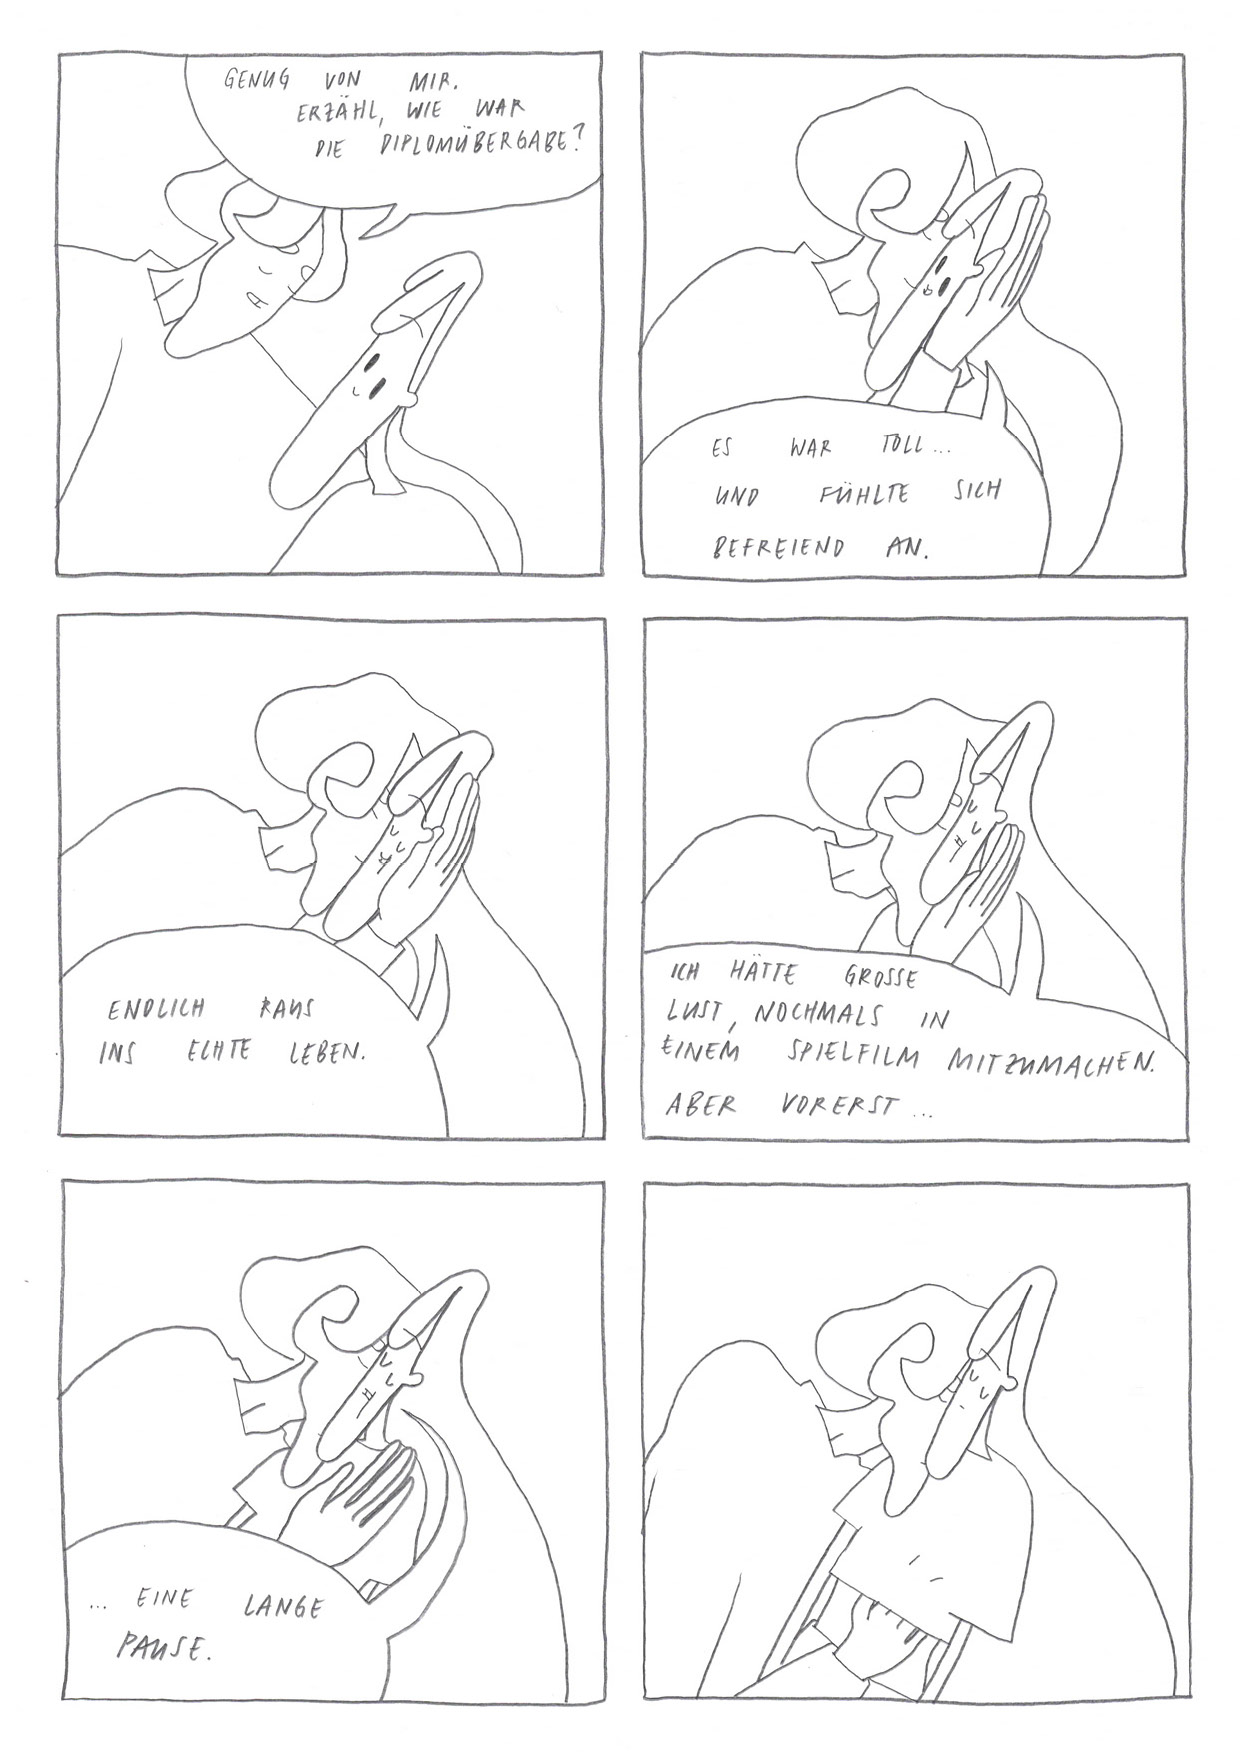 GENUG VON MIR.
ERZÄHL, WIE WAR
DIE DIPLOMÜBERGABE?
ES WAR TOLL...
UND FÜHLTE SICH
BEFREIEND AN.
ENDLICH RAUS
INS ECHTE LEBEN.
ICH HÄTTE GROSSE
LUST, NOCHMALS IN
EINEM SPIELFILM MITZUMACHEN.
ABER VORERST...
... EINE LANGE
PAUSE.